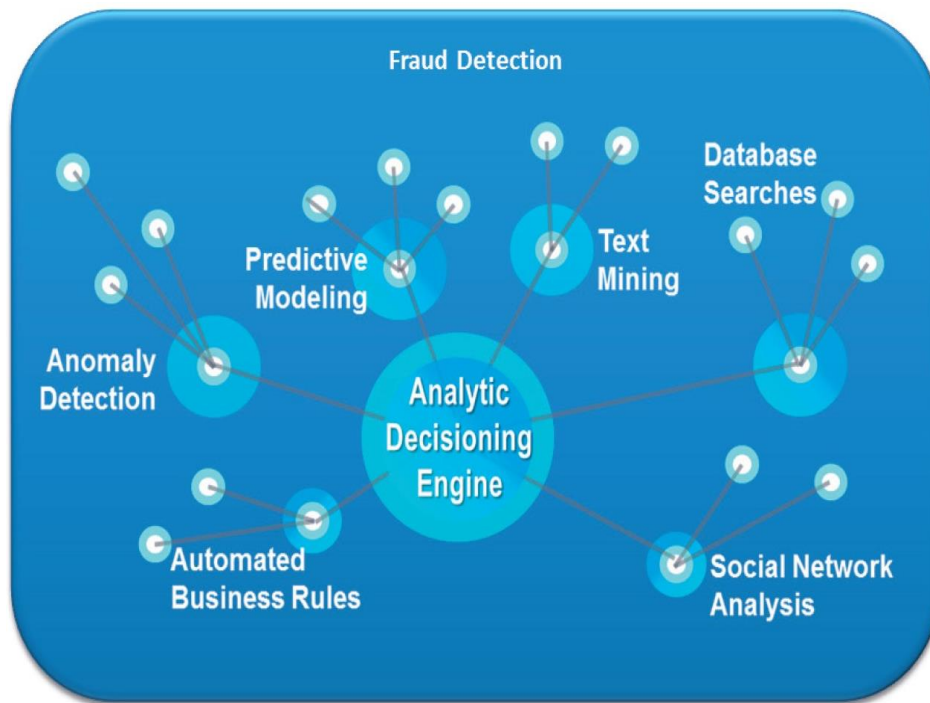 Fraud Detection
Database
Searches
Predictive
Modeling
Text
Mining
Anomaly
Detection
Analytic
Decisioning
Engine
Automated
Business Rules
Social Network
Analysis